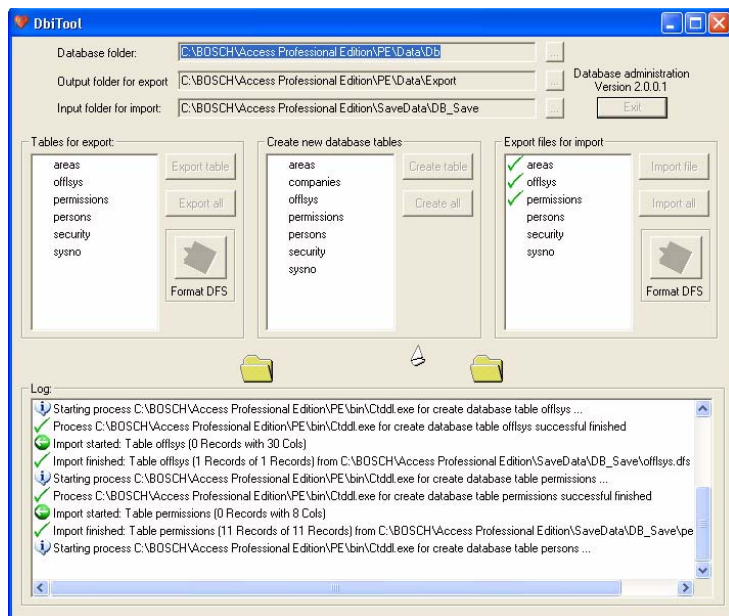 DbiTool
Database folder: C:\BOSCH\Access Professional Edition\PE\Data\Db ...
Output folder for export C:\BOSCH\Access Professional Edition\PE\Data\Export ...
Input folder for import: C:\BOSCH\Access Professional Edition\SaveData\DB_Save ...
Database administration
Version 2.0.0.1
Exit
Tables for export:
areas
offlsys
permissions
persons
security
sysno
Export table
Export all
Format DFS
Create new database tables
areas
companies
offlsys
permissions
persons
security
sysno
Create table
Create all
Export files for import
areas
offlsys
permissions
persons
security
sysno
Import file
Import all
Format DFS
Log:
Starting process C:\BOSCH\Access Professional Edition\PE\bin\Ctddl.exe for create database table offlsys ...
Process C:\BOSCH\Access Professional Edition\PE\bin\Ctddl.exe for create database table offlsys successful finished
Import started: Table offlsys (0 Records with 30 Cols)
Import finished: Table offlsys (1 Records of 1 Records) from C:\BOSCH\Access Professional Edition\SaveData\DB_Save\offlsys.dfs
Starting process C:\BOSCH\Access Professional Edition\PE\bin\Ctddl.exe for create database table permissions ...
Process C:\BOSCH\Access Professional Edition\PE\bin\Ctddl.exe for create database table permissions successful finished
Import started: Table permissions (0 Records with 8 Cols)
Import finished: Table permissions (11 Records of 11 Records) from C:\BOSCH\Access Professional Edition\SaveData\DB_Save\pe
Starting process C:\BOSCH\Access Professional Edition\PE\bin\Ctddl.exe for create database table persons ...